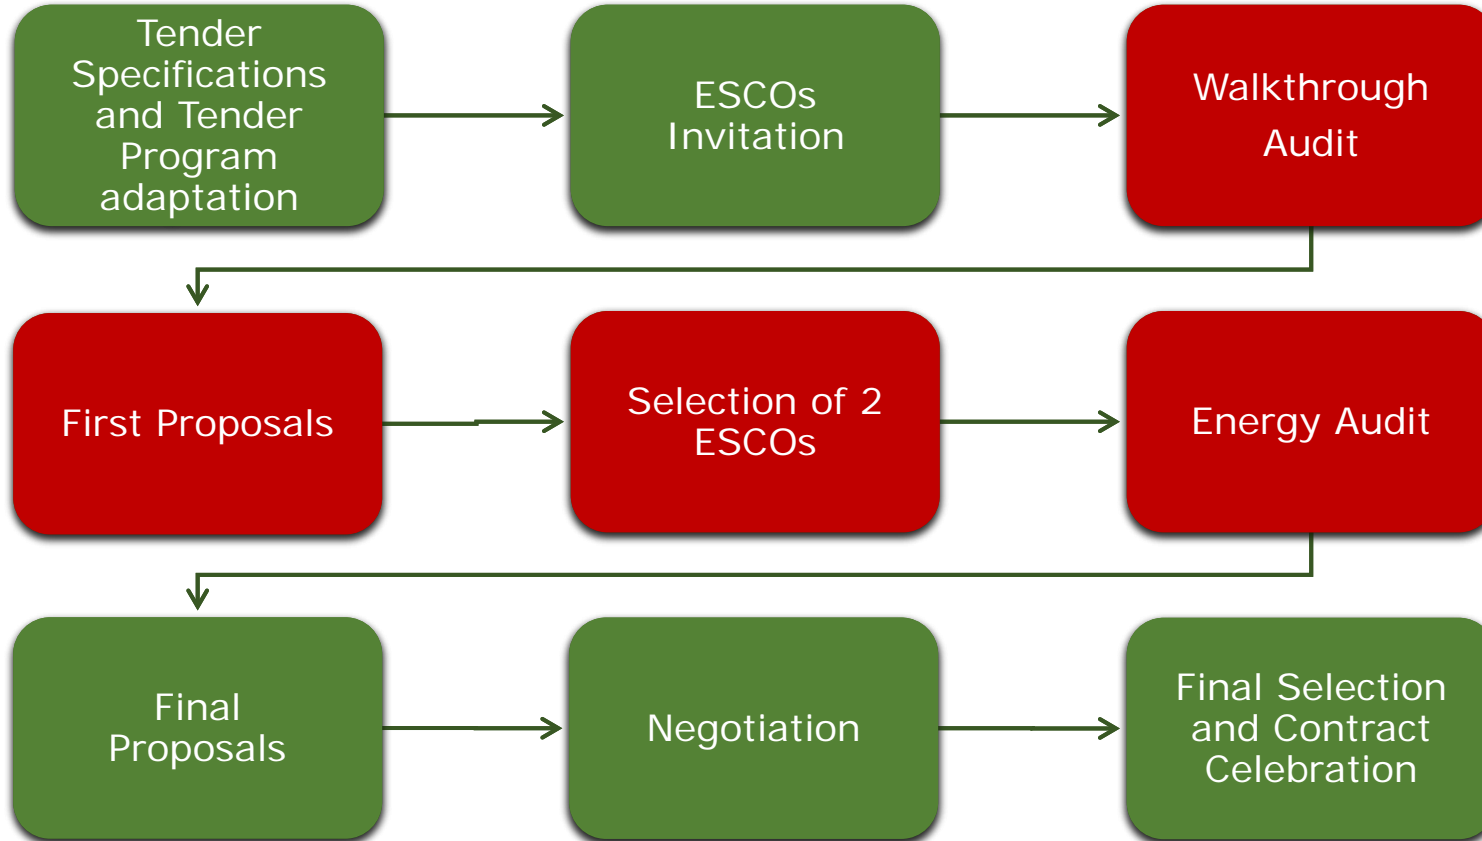 Tender
Specifications
and Tender
Program
adaptation
ESCOs
Invitation
Walkthrough
Audit
First Proposals
Selection of 2
ESCOs
Energy Audit
Final
Proposals
Negotiation
Final Selection
and Contract
Celebration